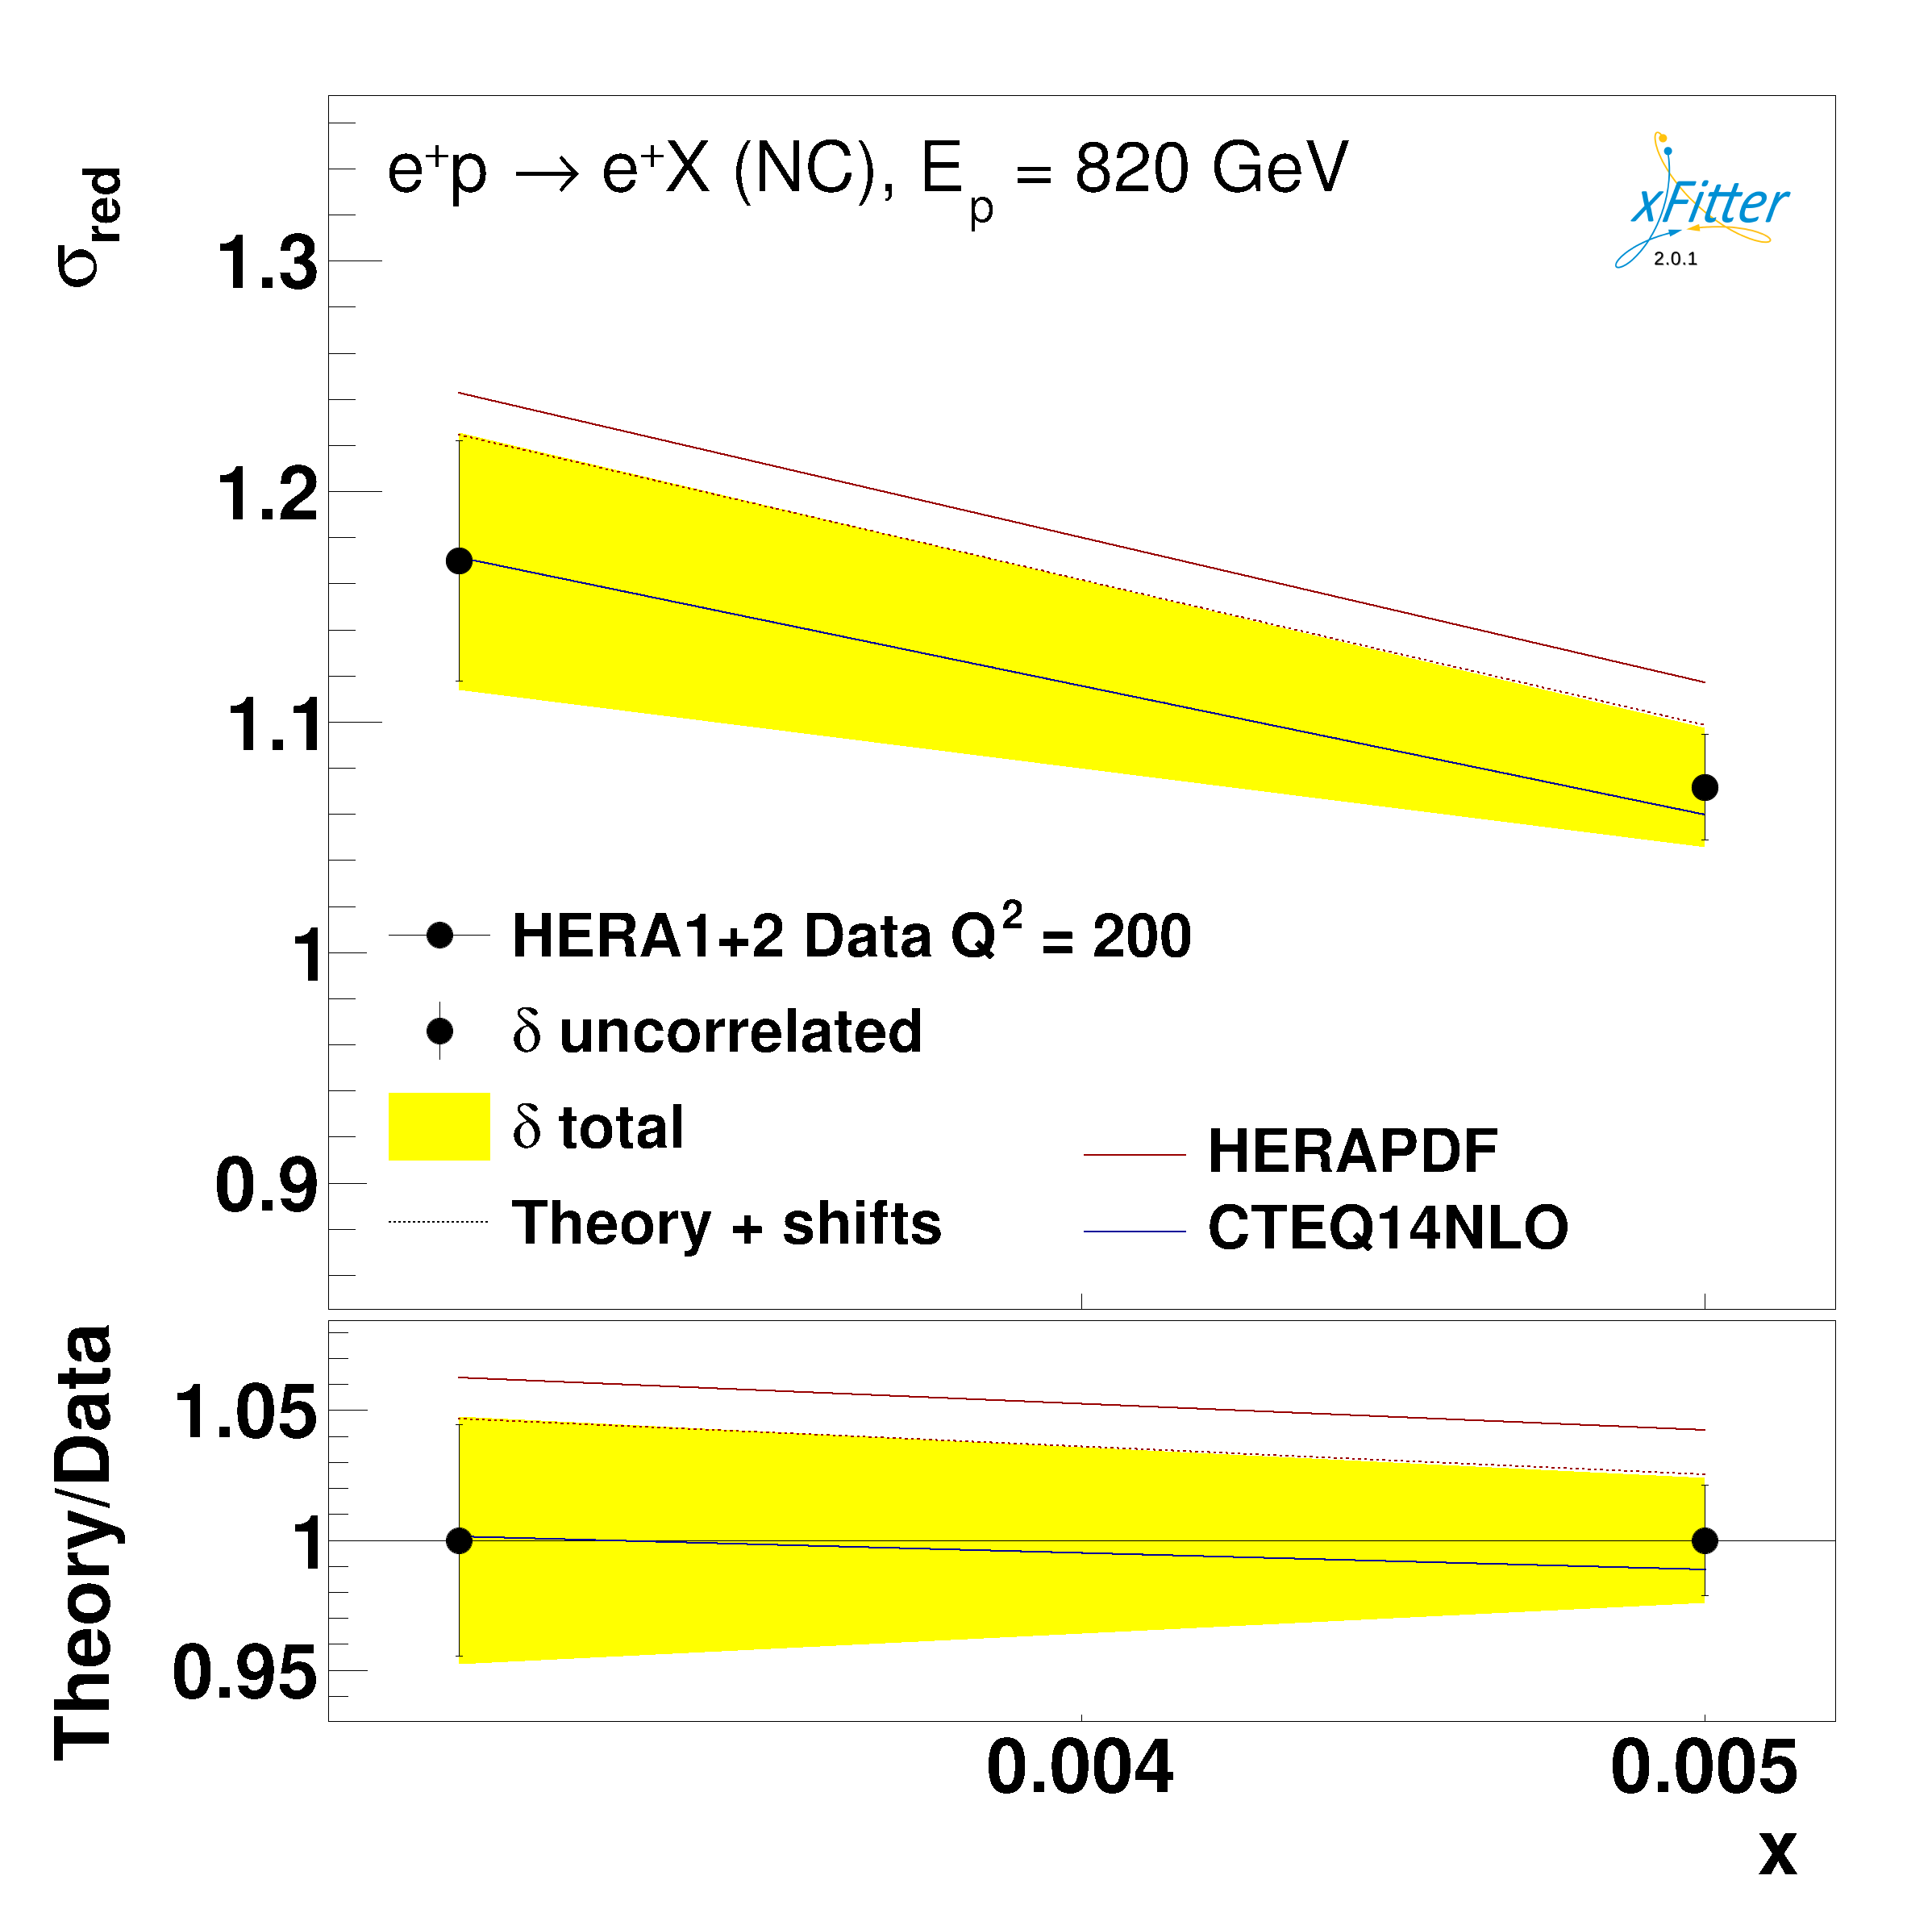 e⁺p → e⁺X (NC), E_p = 820 GeV
xFitter
2.0.1
σ_red
1.3
1.2
1.1
1
0.9
HERA1+2 Data Q² = 200
δ uncorrelated
δ total
Theory + shifts
HERAPDF
CTEQ14NLO
Theory/Data
1.05
1
0.95
0.004
0.005
x